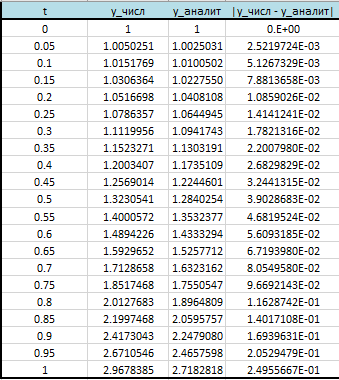 t y_числ y_аналит |y_числ - y_аналит|
0 1 1 0.E+00
0.05 1.0050251 1.0025031 2.5219724E-03
0.1 1.0151769 1.0100502 5.1267329E-03
0.15 1.0306364 1.0227550 7.8813658E-03
0.2 1.0516698 1.0408108 1.0859026E-02
0.25 1.0786357 1.0644945 1.4141241E-02
0.3 1.1119956 1.0941743 1.7821316E-02
0.35 1.1523271 1.1303191 2.2007980E-02
0.4 1.2003407 1.1735109 2.6829829E-02
0.45 1.2569014 1.2244601 3.2441315E-02
0.5 1.3230541 1.2840254 3.9028683E-02
0.55 1.4000572 1.3532377 4.6819524E-02
0.6 1.4894226 1.4333294 5.6093185E-02
0.65 1.5929652 1.5257712 6.7193980E-02
0.7 1.7128658 1.6323162 8.0549580E-02
0.75 1.8517468 1.7550547 9.6692143E-02
0.8 2.0127683 1.8964809 1.1628742E-01
0.85 2.1997468 2.0595757 1.4017108E-01
0.9 2.4173043 2.2479080 1.6939631E-01
0.95 2.6710546 2.4657598 2.0529479E-01
1 2.9678385 2.7182818 2.4955667E-01